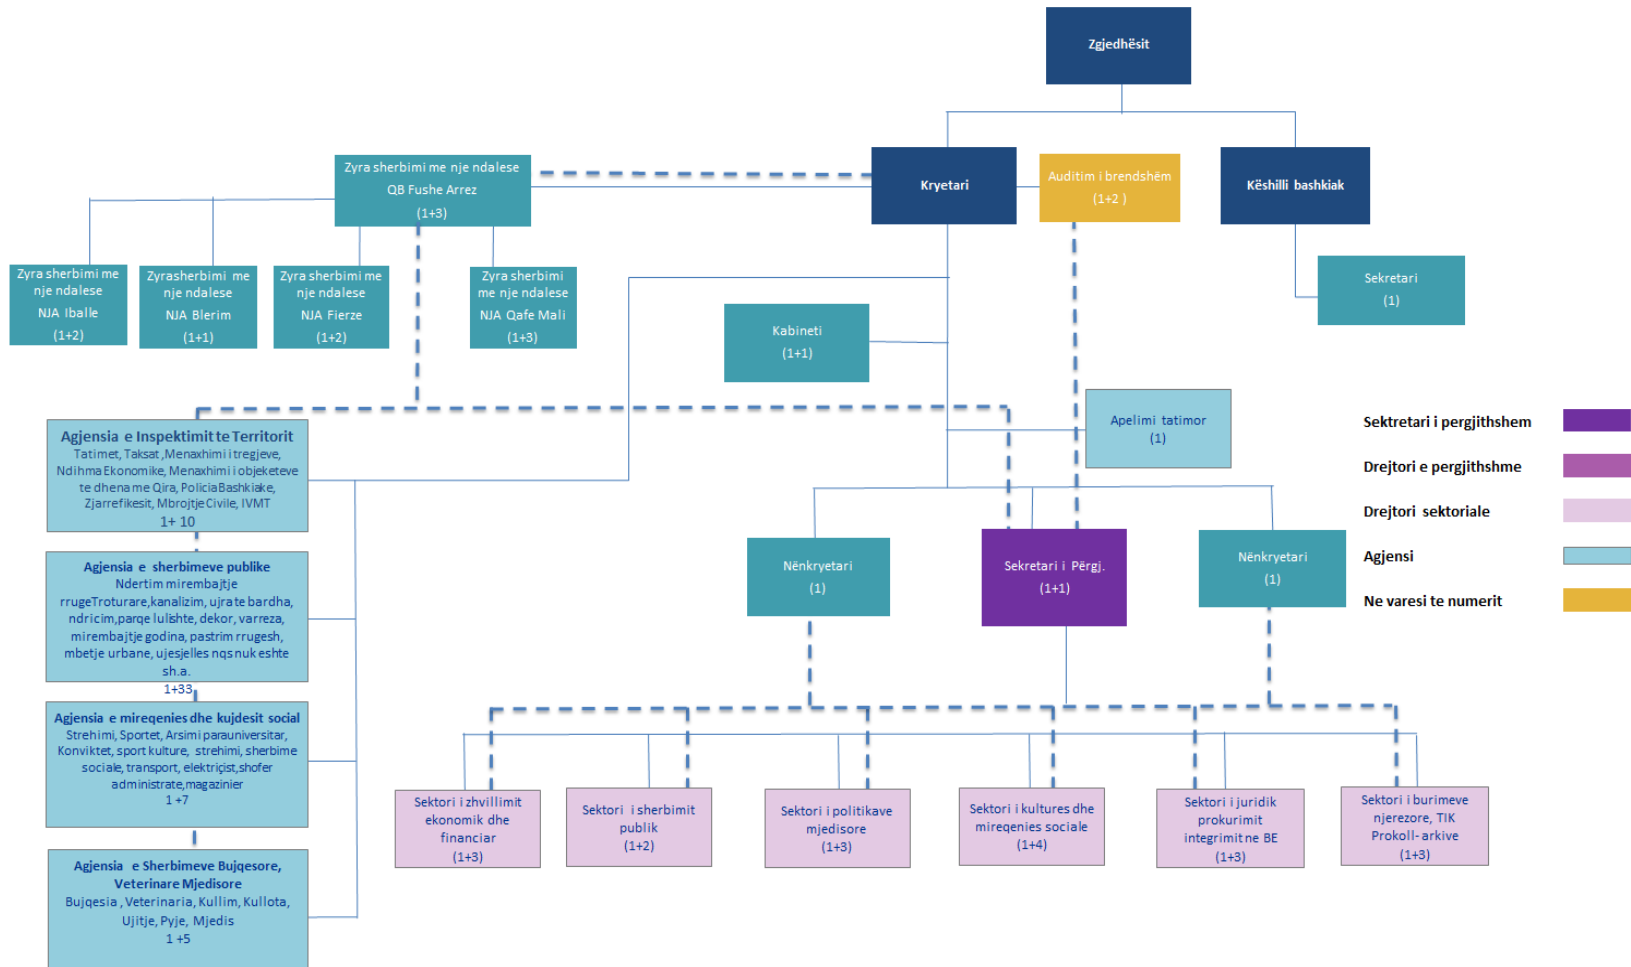 Zgjedhësit
Zyra sherbimi me nje ndalese
QB Fushe Arrez
(1+3)
Kryetari
Auditim i brendshëm
(1+2 )
Këshilli bashkiak
Zyra sherbimi me
nje ndalese
NJA Iballe
(1+2)
Zyrasherbimi me
nje ndalese
NJA Blerim
(1+1)
Zyra sherbimi me
nje ndalese
NJA Fierze
(1+2)
Zyra sherbimi
me nje ndalese
NJA Qafe Mali
(1+3)
Sekretari
(1)
Kabineti
(1+1)
Apelimi tatimor
(1)
Agjensia e Inspektimit te Territorit
Tatimet, Taksat ,Menaxhimi i tregjeve,
Ndihma Ekonomike, Menaxhimi i objekteve
te dhena me Qira, PoliciaBashkiake,
Zjarrefikesit, Mbrojtje Civile, IVMT
1+ 10
Sektretari i pergjithshem
Drejtori e pergjithshme
Drejtori sektoriale
Agjensi
Ne varesi te numerit
Nënkryetari
(1)
Sekretari i Përgj.
(1+1)
Nënkryetari
(1)
Agjensia e sherbimeve publike
Ndertim mirembajtje
rrugeTroturare,kanalizim, ujrate bardha,
ndricim,parqe lulishte, dekor, varreza,
mirembajtje godina, pastrim rrugesh,
mbetje urbane, ujesjelles nqs nuk eshte
sh.a.
1+33
Agjensia e mireqenies dhe kujdesit social
Strehimi, Sportet, Arsimi parauniversitar,
Konviktet, sport kulture, strehimi, sherbime
sociale, transport, elektriçist,shofer
administrate,magazinier
1 +7
Agjensia e Sherbimeve Bujqesore,
Veterinare Mjedisore
Bujqesia , Veterinaria, Kullim, Kullota,
Ujitje, Pyje, Mjedis
1 +5
Sektori i zhvillimit
ekonomik dhe
financiar
(1+3)
Sektori i sherbimit
publik
(1+2)
Sektori i politikave
mjedisore
(1+3)
Sektori i kultures dhe
mireqenies sociale
(1+4)
Sektori i juridik
prokurimit
integrimit ne BE
(1+3)
Sektori i burimeve
njerezore, TIK
Prokoll- arkive
(1+3)